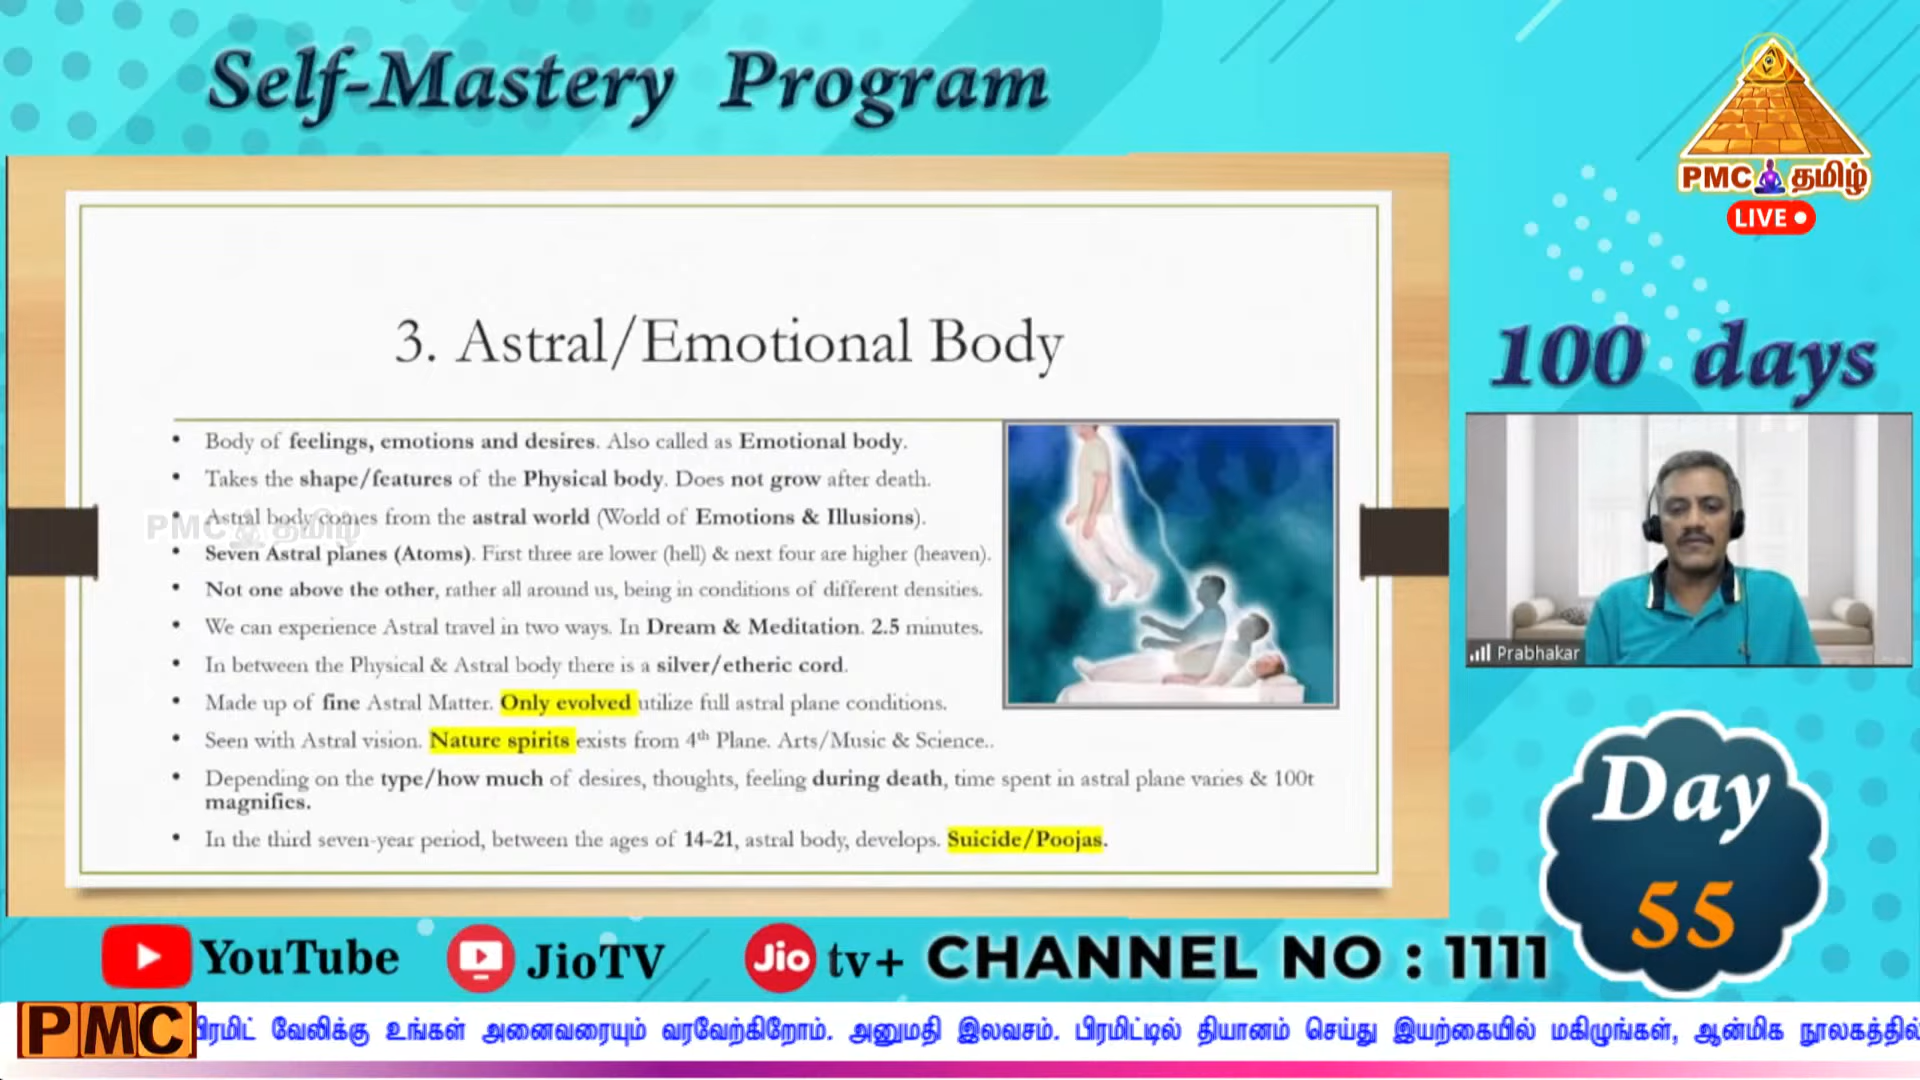 Self-Mastery Program
PMC தமிழ்
LIVE
3. Astral/Emotional Body
• Body of feelings, emotions and desires. Also called as Emotional body.
• Takes the shape/features of the Physical body. Does not grow after death.
• Astral body comes from the astral world (World of Emotions & Illusions).
PMC தமிழ்
• Seven Astral planes (Atoms). First three are lower (hell) & next four are higher (heaven).
• Not one above the other, rather all around us, being in conditions of different densities.
• We can experience Astral travel in two ways. In Dream & Meditation. 2.5 minutes.
• In between the Physical & Astral body there is a silver/etheric cord.
• Made up of fine Astral Matter. Only evolved utilize full astral plane conditions.
• Seen with Astral vision. Nature spirits exists from 4th Plane. Arts/Music & Science..
• Depending on the type/how much of desires, thoughts, feeling during death, time spent in astral plane varies & 100t
magnifies.
• In the third seven-year period, between the ages of 14-21, astral body, develops. Suicide/Poojas.
100 days
Prabhakar
Day
55
YouTube JioTV Jio tv+ CHANNEL NO : 1111
PMC பிரமிட் வேலிக்கு உங்கள் அனைவரையும் வரவேற்கிறோம். அனுமதி இலவசம். பிரமிட்டில் தியானம் செய்து இயற்கையில் மகிழுங்கள், ஆன்மிக நூலகத்தில்